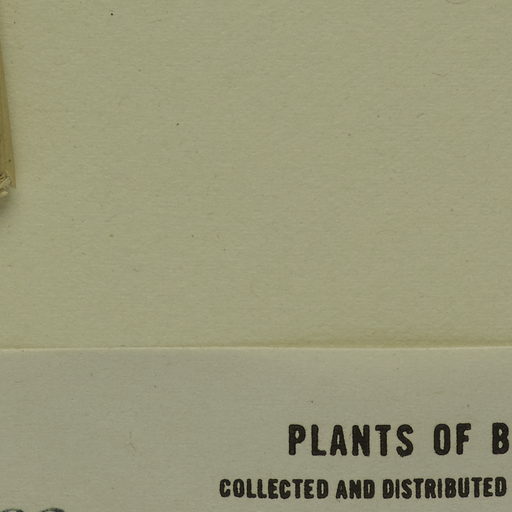 PLANTS OF B
COLLECTED AND DISTRIBUTED